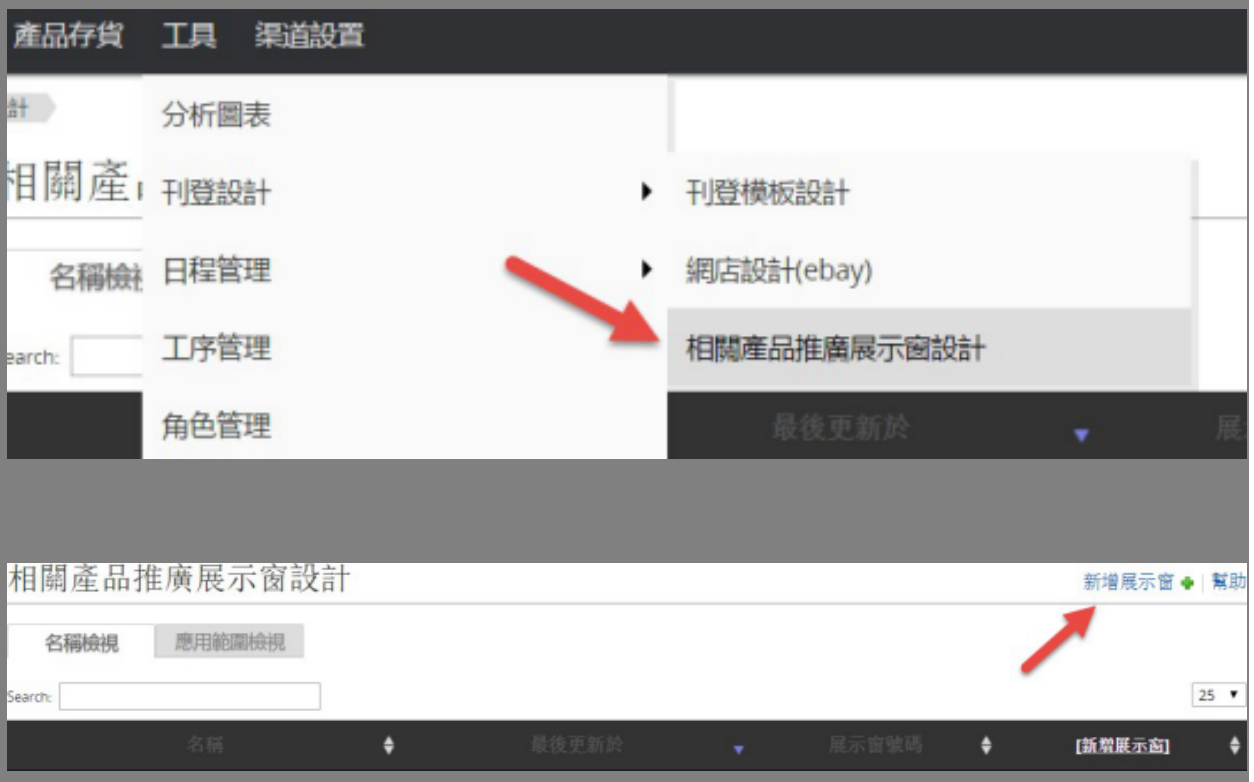 產品存貨 工具 渠道設置
計
分析圖表
相關產
刊登設計 刊登模板設計
名稱檢
日程管理 網店設計(ebay)
earch: 工序管理 相關產品推廣展示窗設計
角色管理 最後更新於 展
相關產品推廣展示窗設計 新增展示窗 | 幫助
名稱檢視 應用範圍檢視
Search: 25
名稱 最後更新於 展示窗號碼 [新增展示窗]